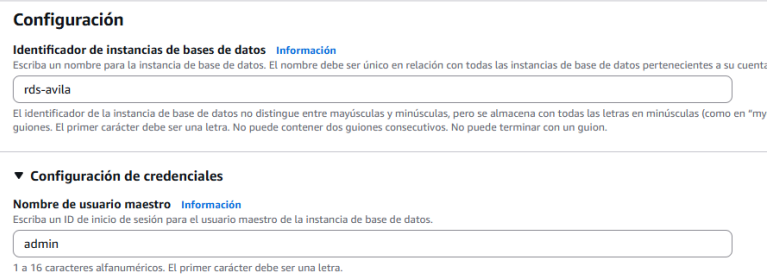 Configuración
Identificador de instancias de bases de datos Información
Escriba un nombre para la instancia de base de datos. El nombre debe ser único en relación con todas las instancias de base de datos pertenecientes a su cuenta
rds-avila
El identificador de la instancia de base de datos no distingue entre mayúsculas y minúsculas, pero se almacena con todas las letras en minúsculas (como en "my
guiones. El primer carácter debe ser una letra. No puede contener dos guiones consecutivos. No puede terminar con un guion.
Configuración de credenciales
Nombre de usuario maestro Información
Escriba un ID de inicio de sesión para el usuario maestro de la instancia de base de datos.
admin
1 a 16 caracteres alfanuméricos. El primer carácter debe ser una letra.